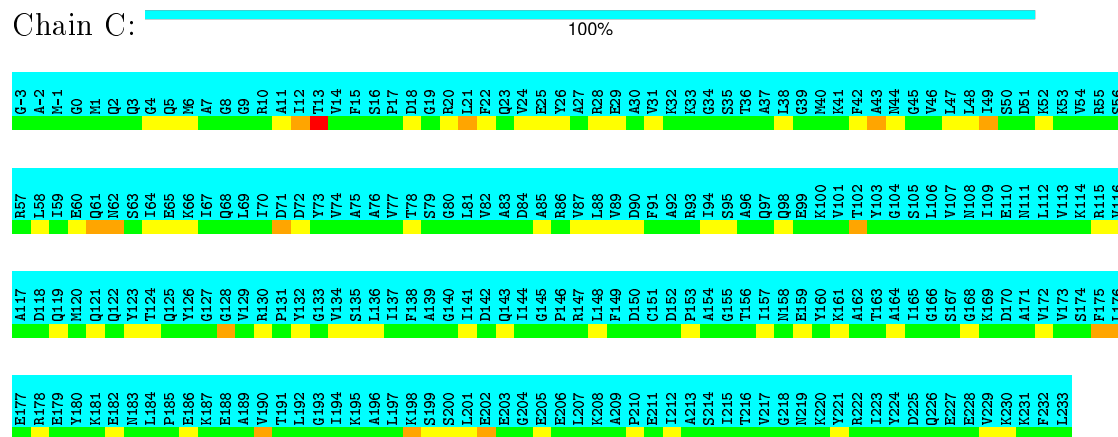 Chain C:
100%
G-3 A-2 M-1 G0 M1 Q2 Q3 G4 Q5 M6 A7 G8 G9 R10 A11 I12 T13 V14 F15 S16 P17 D18 G19 R20 L21 F22 Q23 V24 E25 Y26 A27 R28 E29 A30 V31 K32 K33 G34 S35 T36 A37 L38 G39 M40 K41 F42 A43 N44 G45 V46 L47 L48 I49 S50 D51 K52 K53 V54 R55 S56
R57 L58 I59 E60 Q61 N62 S63 I64 E65 K66 I67 Q68 L69 I70 D71 D72 Y73 V74 A75 A76 V77 T78 S79 G80 L81 V82 A83 D84 A85 R86 V87 L88 V89 D90 F91 A92 R93 I94 S95 A96 Q97 Q98 E99 K100 V101 T102 Y103 G104 S105 L106 V107 N108 I109 E110 N111 L112 V113 K114 R115 V116
A117 D118 Q119 M120 Q121 Q122 Y123 T124 Q125 Y126 G127 G128 V129 R130 P131 Y132 G133 V134 S135 L136 I137 F138 A139 G140 I141 D142 Q143 I144 G145 P146 R147 L148 F149 D150 C151 D152 P153 A154 G155 T156 I157 N158 E159 Y160 K161 A162 T163 A164 I165 G166 S167 G168 K169 D170 A171 V172 V173 S174 F175 L176
E177 R178 E179 Y180 K181 E182 N183 L184 P185 E186 K187 E188 A189 V190 T191 L192 G193 I194 K195 A196 L197 K198 S199 S200 L201 E202 E203 G204 E205 E206 L207 K208 A209 P210 E211 I212 A213 S214 I215 T216 V217 G218 N219 K220 Y221 R222 I223 Y224 D225 Q226 E227 E228 V229 K230 K231 F232 L233